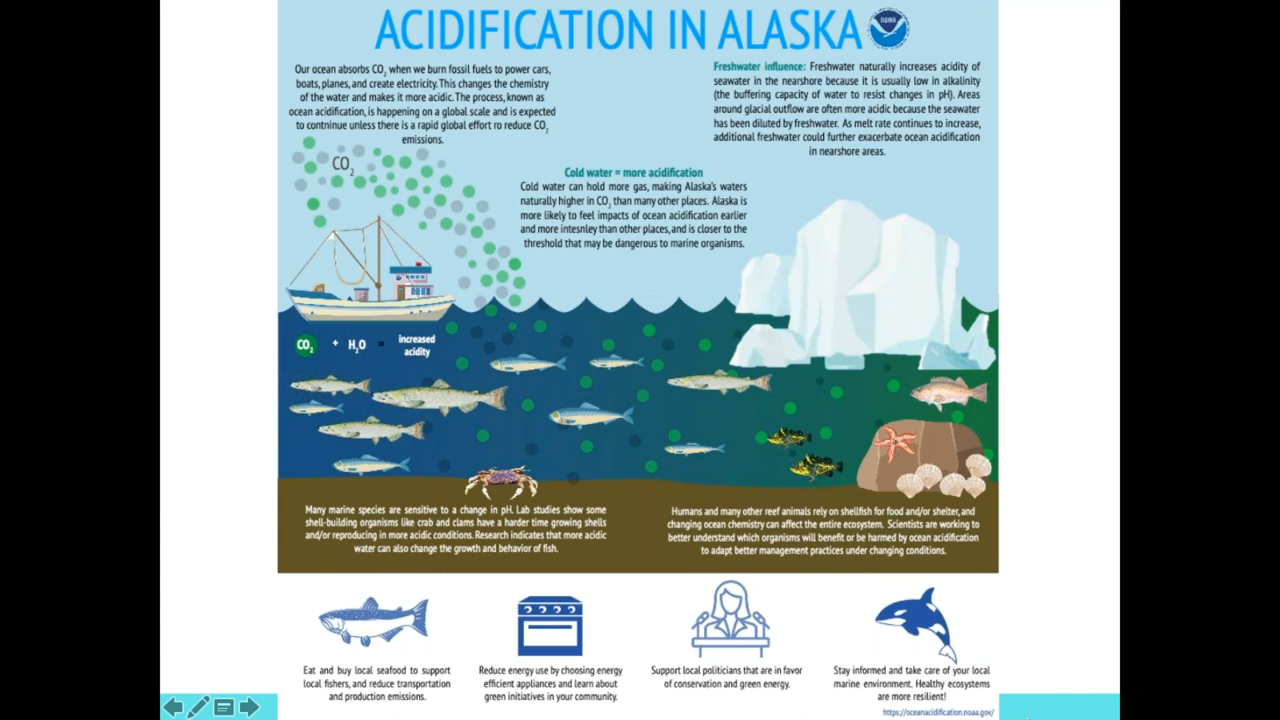 ACIDIFICATION IN ALASKA
NOAA
Our ocean absorbs CO2 when we burn fossil fuels to power cars,
boats, planes, and create electricity. This changes the chemistry
of the water and makes it more acidic. The process, known as
ocean acidification, is happening on a global scale and is expected
to contninue unless there is a rapid global effort ro reduce CO2
emissions.
Freshwater influence: Freshwater naturally increases acidity of
seawater in the nearshore because it is usually low in alkalinity
(the buffering capacity of water to resist changes in pH). Areas
around glacial outflow are often more acidic because the seawater
has been diluted by freshwater. As melt rate continues to increase,
additional freshwater could further exacerbate ocean acidification
in nearshore areas.
CO2
Cold water = more acidification
Cold water can hold more gas, making Alaska's waters
naturally higher in CO2 than many other places. Alaska is
more likely to feel impacts of ocean acidification earlier
and more intesnley than other places, and is closer to the
threshold that may be dangerous to marine organisms.
CO2 + H2O increased
acidity
Many marine species are sensitive to a change in pH. Lab studies show some
shell-building organisms like crab and clams have a harder time growing shells
and/or reproducing in more acidic conditions. Research indicates that more acidic
water can also change the growth and behavior of fish.
Humans and many other reef animals rely on shellfish for food and/or shelter, and
changing ocean chemistry can affect the entire ecosystem. Scientists are working to
better understand which organisms will benefit or be harmed by ocean acidification
to adapt better management practices under changing conditions.
Eat and buy local seafood to support
local fishers, and reduce transportation
and production emissions.
Reduce energy use by choosing energy
efficient appliances and learn about
green initiatives in your community.
Support local politicians that are in favor
of conservation and green energy.
Stay informed and take care of your local
marine environment. Healthy ecosystems
are more resilient!
https://oceanacidification.noaa.gov/